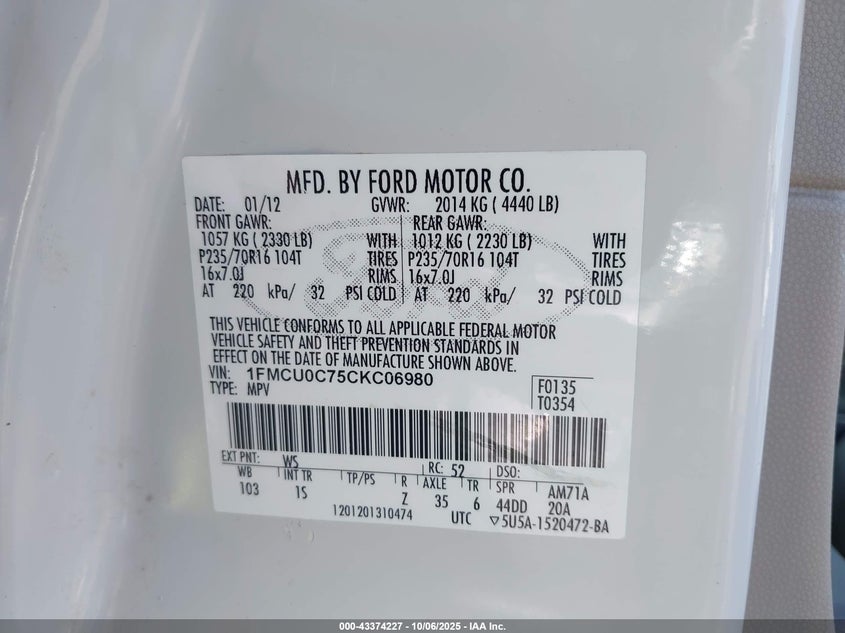 MFD. BY FORD MOTOR CO.
DATE: 01/12 GVWR: 2014 KG ( 4440 LB)
FRONT GAWR: REAR GAWR:
1057 KG ( 2330 LB) WITH 1012 KG ( 2230 LB) WITH
P235/70R16 104T TIRES P235/70R16 104T TIRES
16x7.0J RIMS 16x7.0J RIMS
AT 220 kPa/ 32 PSI COLD AT 220 kPa/ 32 PSI COLD
THIS VEHICLE CONFORMS TO ALL APPLICABLE FEDERAL MOTOR
VEHICLE SAFETY AND THEFT PREVENTION STANDARDS IN
EFFECT ON THE DATE OF MANUFACTURE SHOWN ABOVE.
VIN: 1FMCU0C75CKC06980 F0135
TYPE: MPV T0354
EXT PNT: WS RC: 52 DSO:
WB INT TR TP/PS R AXLE TR SPR AM71A
103 1S Z 35 6 44DD 20A
1201201310474 UTC ▽5U5A-1520472-BA
000-43374227 - 10/06/2025 - IAA Inc.